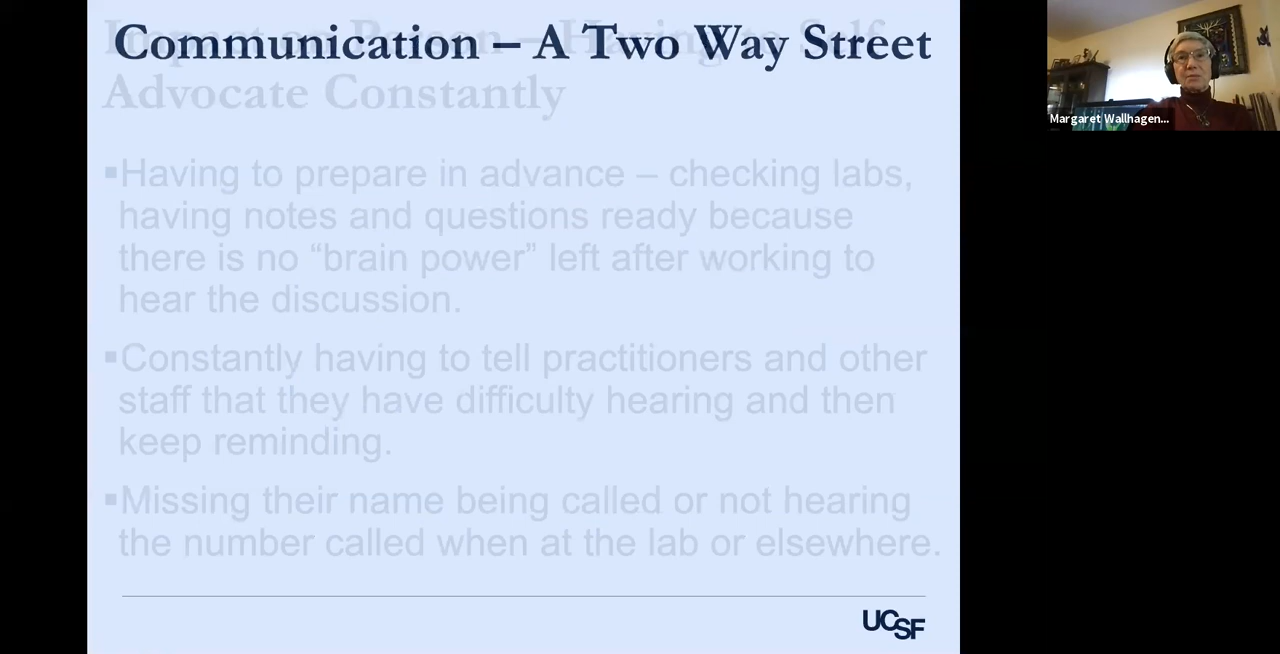 Communication – A Two Way Street
Advocate Constantly
▪Having to prepare in advance – checking labs,
having notes and questions ready because
there is no “brain power” left after working to
hear the discussion.
▪Constantly having to tell practitioners and other
staff that they have difficulty hearing and then
keep reminding.
▪Missing their name being called or not hearing
the number called when at the lab or elsewhere.
UCSF
Margaret Wallhagen...